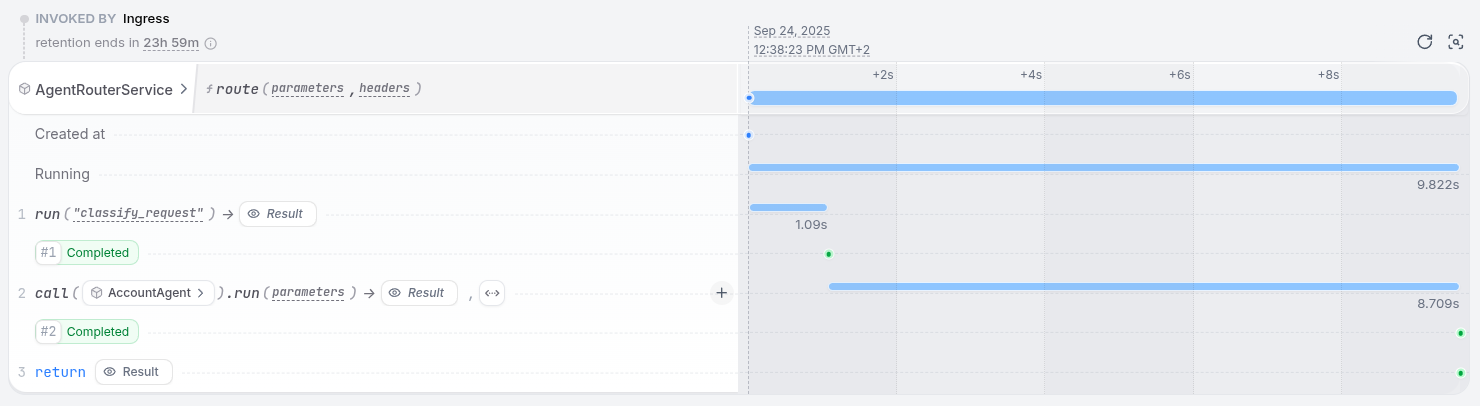 INVOKED BY Ingress
retention ends in 23h 59m
Sep 24, 2025
12:38:23 PM GMT+2
AgentRouterService
route(parameters, headers)
+2s +4s +6s +8s
Created at
Running
9.822s
1 run("classify_request") → Result
1.09s
#1 Completed
2 call(AccountAgent).run(parameters) → Result ,
+
8.709s
#2 Completed
3 return Result